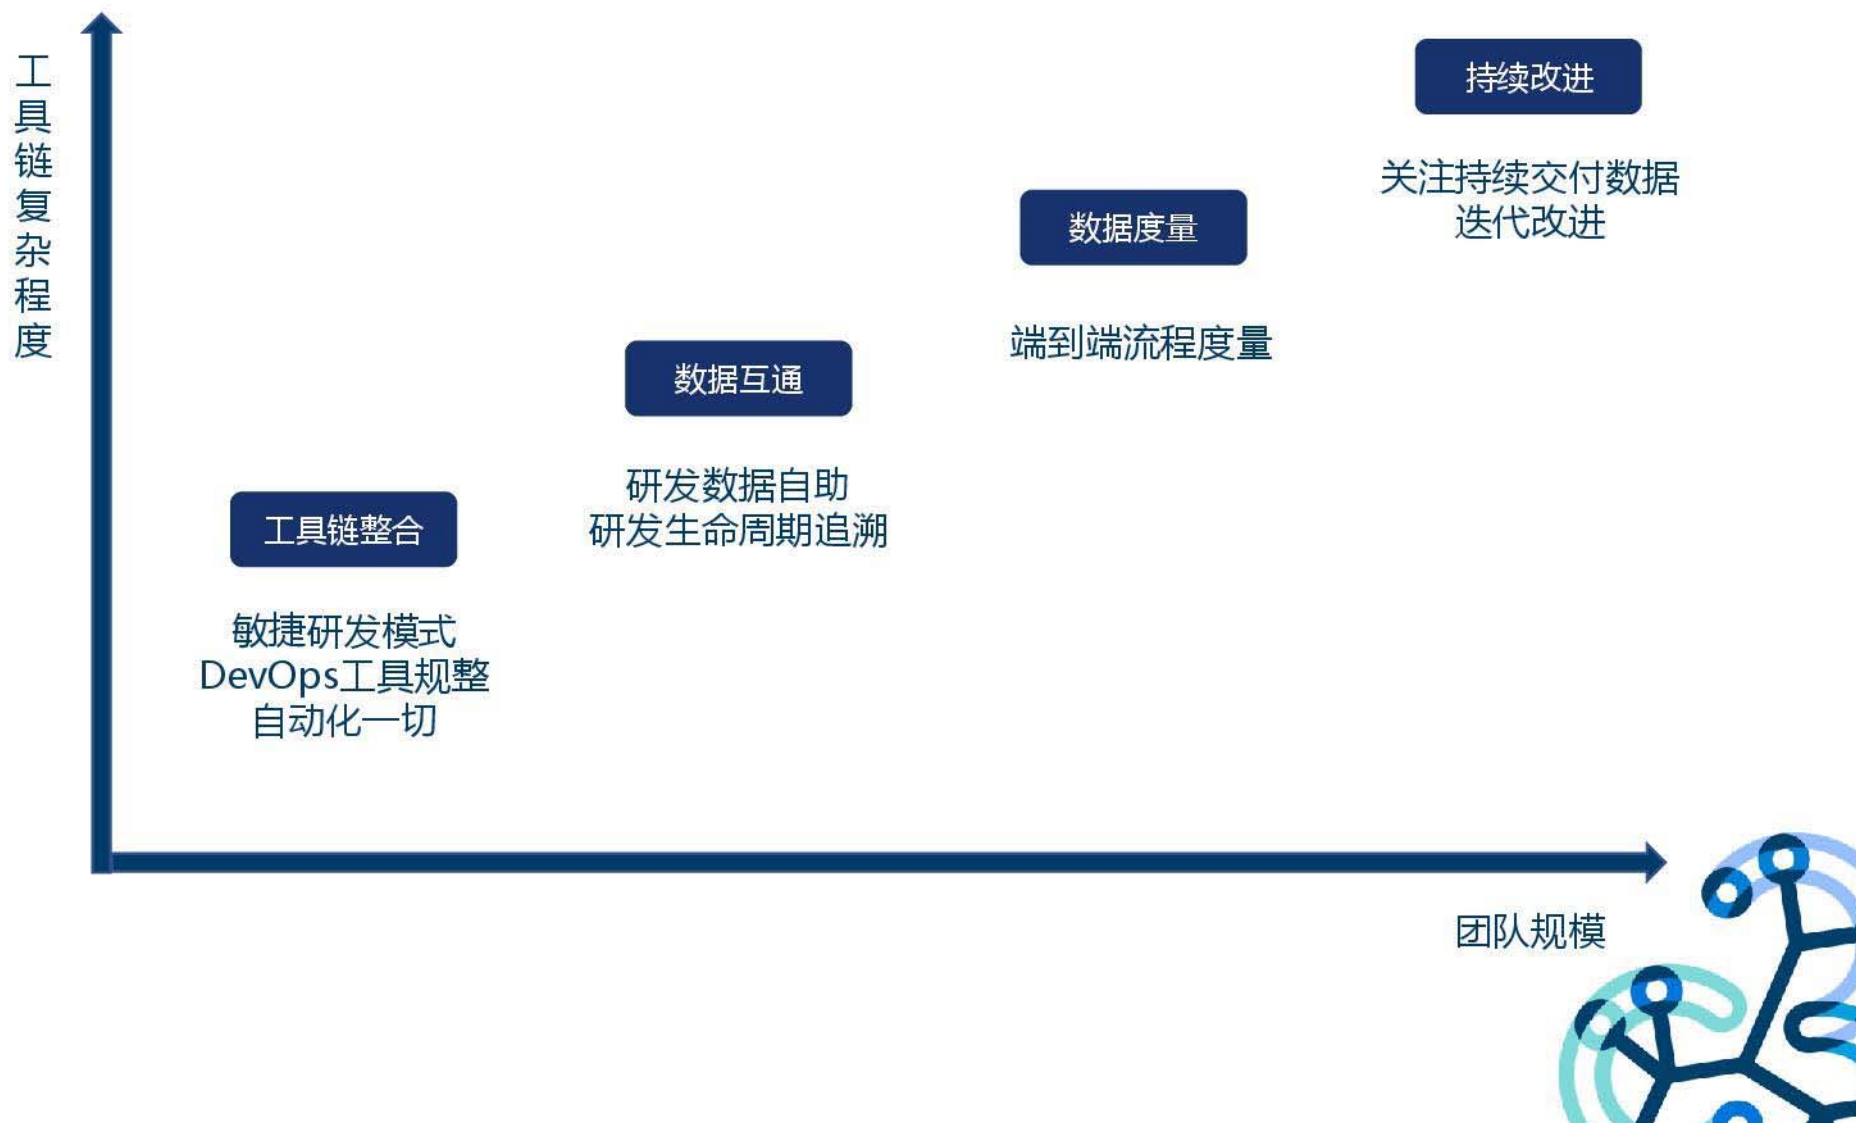 工具链复杂程度
持续改进
关注持续交付数据
迭代改进
数据度量
端到端流程度量
数据互通
研发数据自助
研发生命周期追溯
工具链整合
敏捷研发模式
DevOps工具规整
自动化一切
团队规模